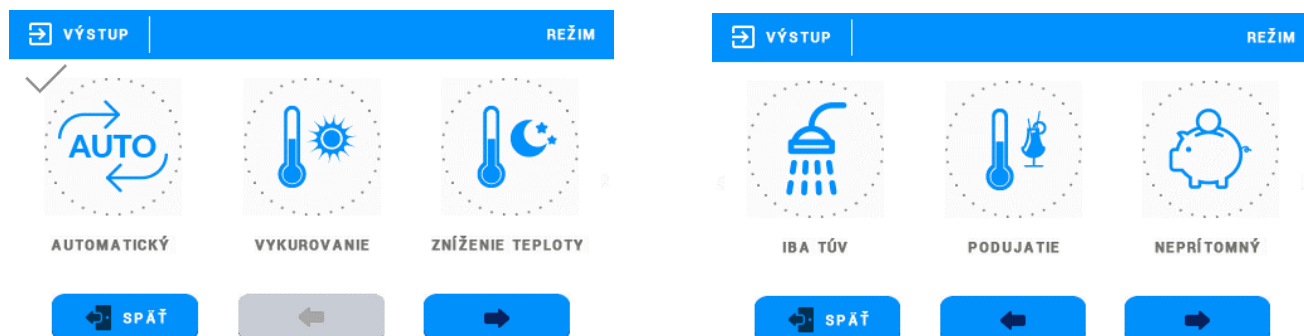 VÝSTUP
REŽIM
AUTO
AUTOMATICKÝ
VYKUROVANIE
ZNÍŽENIE TEPLOTY
SPÄŤ
VÝSTUP
REŽIM
IBA TÚV
PODUJATIE
NEPRÍTOMNÝ
SPÄŤ